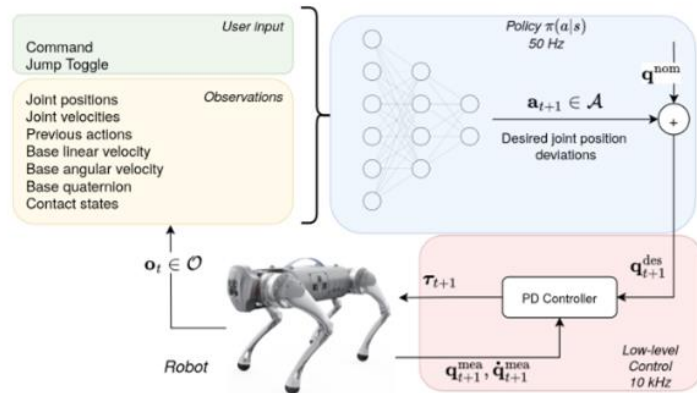 User input
Command
Jump Toggle
Observations
Joint positions
Joint velocities
Previous actions
Base linear velocity
Base angular velocity
Base quaternion
Contact states
Policy π(a|s)
50 Hz
q^nom
a_{t+1} ∈ 𝒜
+
Desired joint position
deviations
o_t ∈ 𝒪
τ_{t+1}
q^des_{t+1}
PD Controller
Robot
q^mea_{t+1}, q̇^mea_{t+1}
Low-level
Control
10 kHz